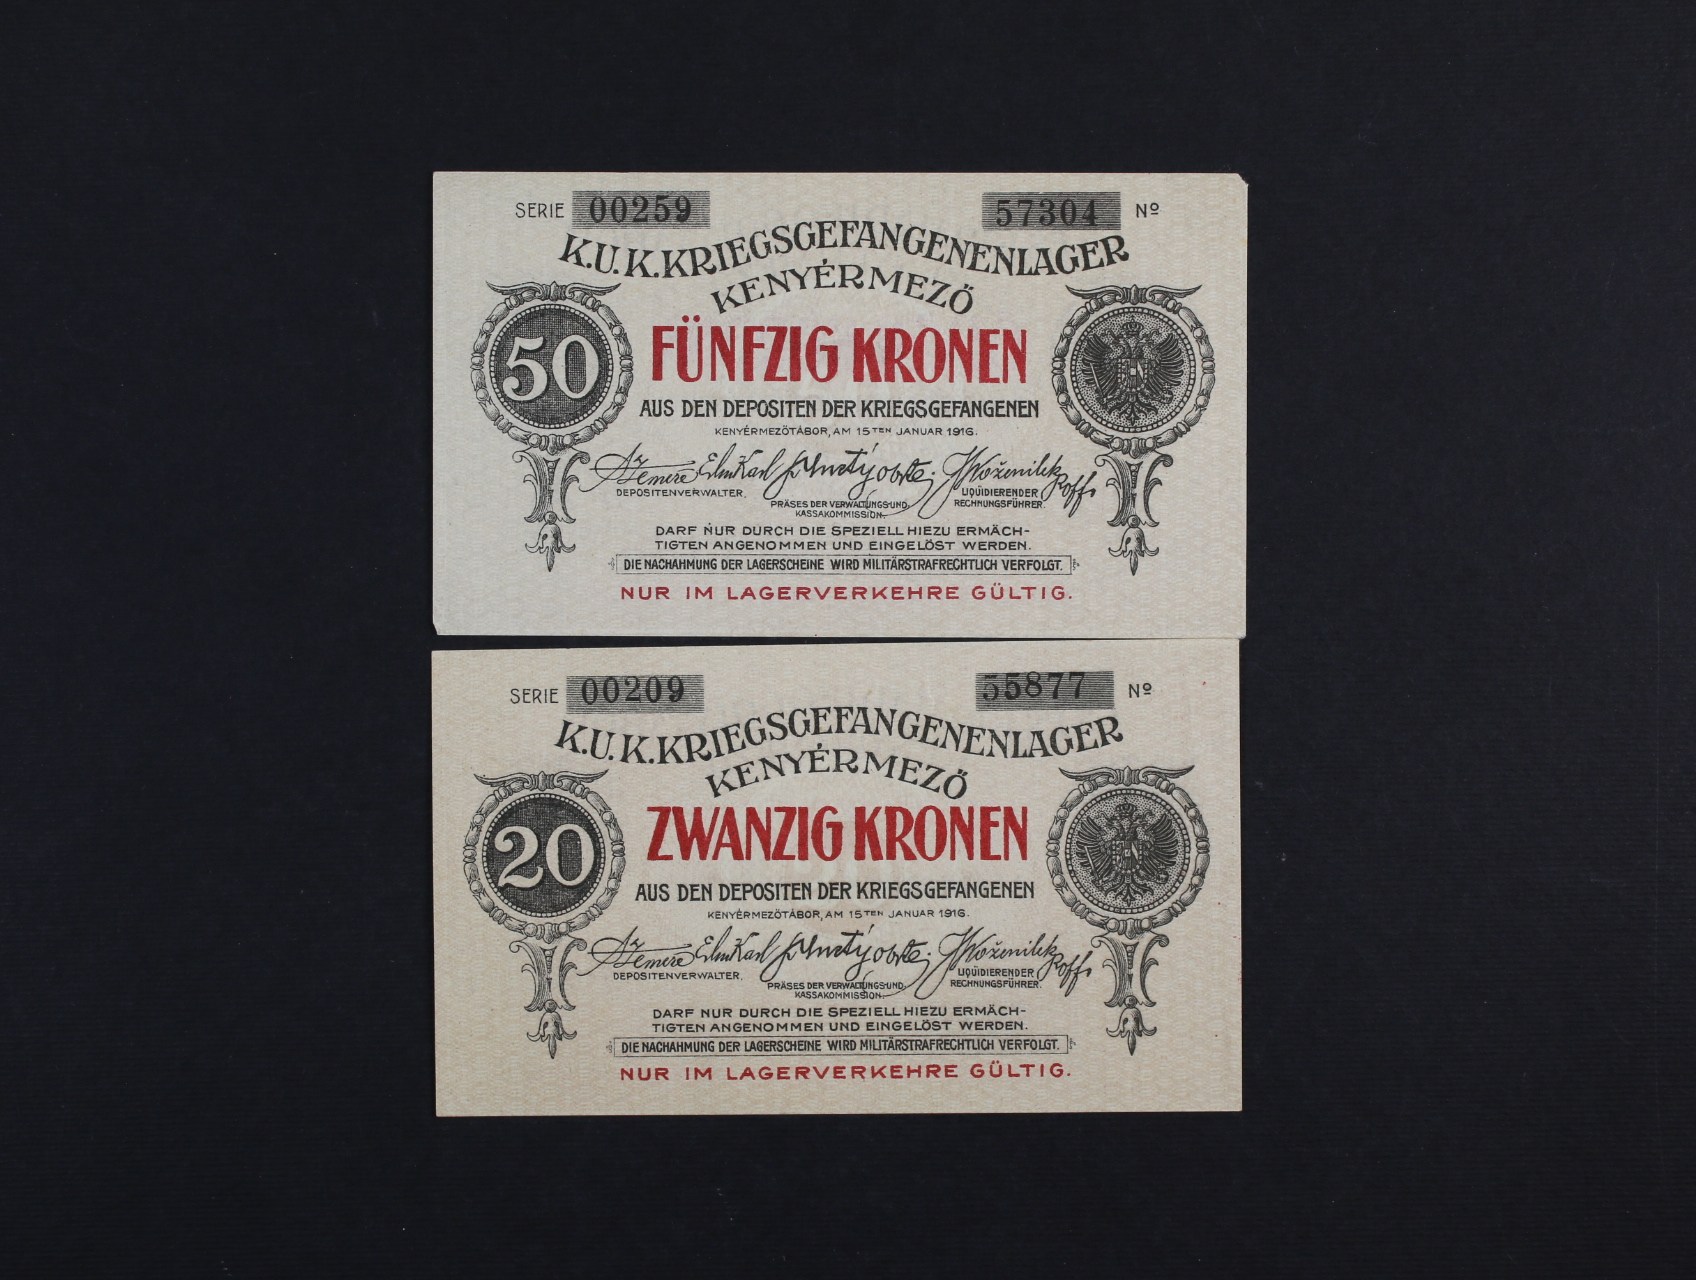 SERIE 00259 57304 Nº
K.U.K. KRIEGSGEFANGENENLAGER
KENYÉRMEZŐ
50 FÜNFZIG KRONEN
AUS DEN DEPOSITEN DER KRIEGSGEFANGENEN
KENYÉRMEZŐTÁBOR, AM 15TEN JANUAR 1916.
DEPOSITENVERWALTER.
PRÄSES DER VERWALTUNGS-UND
KASSAKOMMISSION.
LIQUIDIERENDER
RECHNUNGSFÜHRER.
DARF NUR DURCH DIE SPEZIELL HIEZU ERMÄCH-
TIGTEN ANGENOMMEN UND EINGELÖST WERDEN.
DIE NACHAHMUNG DER LAGERSCHEINE WIRD MILITÄRSTRAFRECHTLICH VERFOLGT.
NUR IM LAGERVERKEHRE GÜLTIG.
SERIE 00209 55877 Nº
K.U.K. KRIEGSGEFANGENENLAGER
KENYÉRMEZŐ
20 ZWANZIG KRONEN
AUS DEN DEPOSITEN DER KRIEGSGEFANGENEN
KENYÉRMEZŐTÁBOR, AM 15TEN JANUAR 1916.
DEPOSITENVERWALTER.
PRÄSES DER VERWALTUNGS-UND
KASSAKOMMISSION.
LIQUIDIERENDER
RECHNUNGSFÜHRER.
DARF NUR DURCH DIE SPEZIELL HIEZU ERMÄCH-
TIGTEN ANGENOMMEN UND EINGELÖST WERDEN.
DIE NACHAHMUNG DER LAGERSCHEINE WIRD MILITÄRSTRAFRECHTLICH VERFOLGT.
NUR IM LAGERVERKEHRE GÜLTIG.